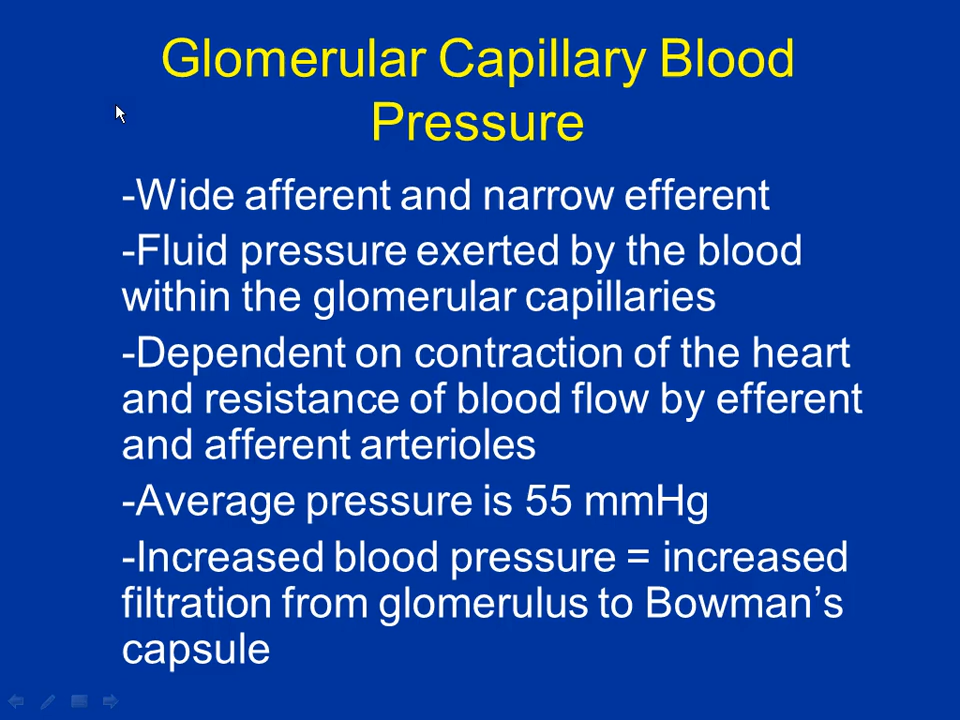 Glomerular Capillary Blood
Pressure
-Wide afferent and narrow efferent
-Fluid pressure exerted by the blood
within the glomerular capillaries
-Dependent on contraction of the heart
and resistance of blood flow by efferent
and afferent arterioles
-Average pressure is 55 mmHg
-Increased blood pressure = increased
filtration from glomerulus to Bowman’s
capsule